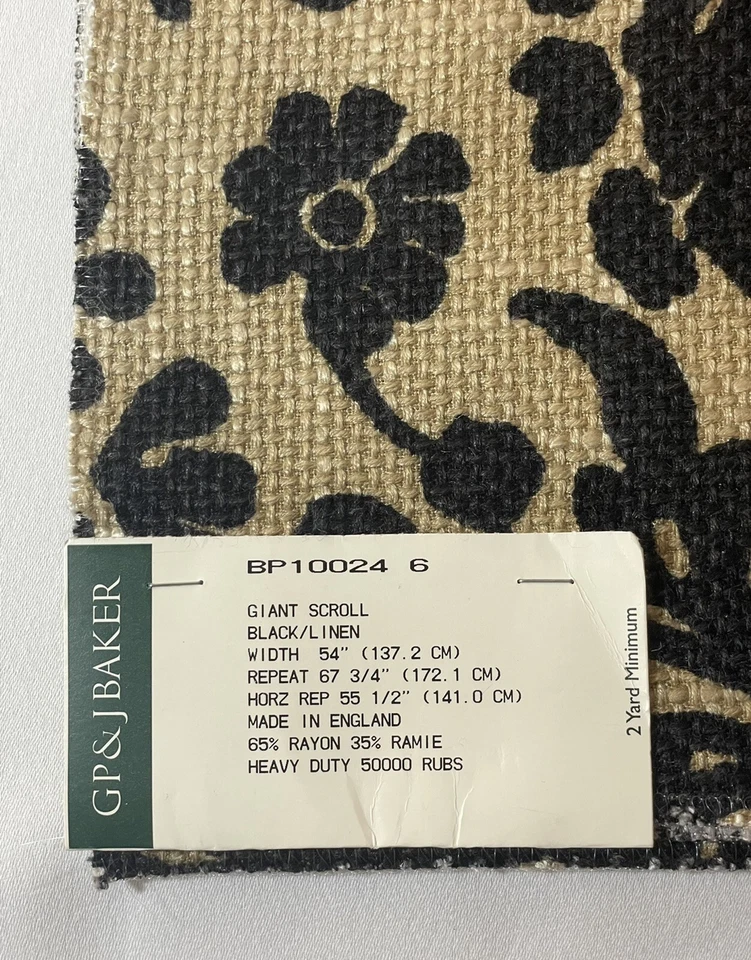 GP & J BAKER
BP10024 6
GIANT SCROLL
BLACK/LINEN
WIDTH 54" (137.2 CM)
REPEAT 67 3/4" (172.1 CM)
HORZ REP 55 1/2" (141.0 CM)
MADE IN ENGLAND
65% RAYON 35% RAMIE
HEAVY DUTY 50000 RUBS
2 Yard Minimum